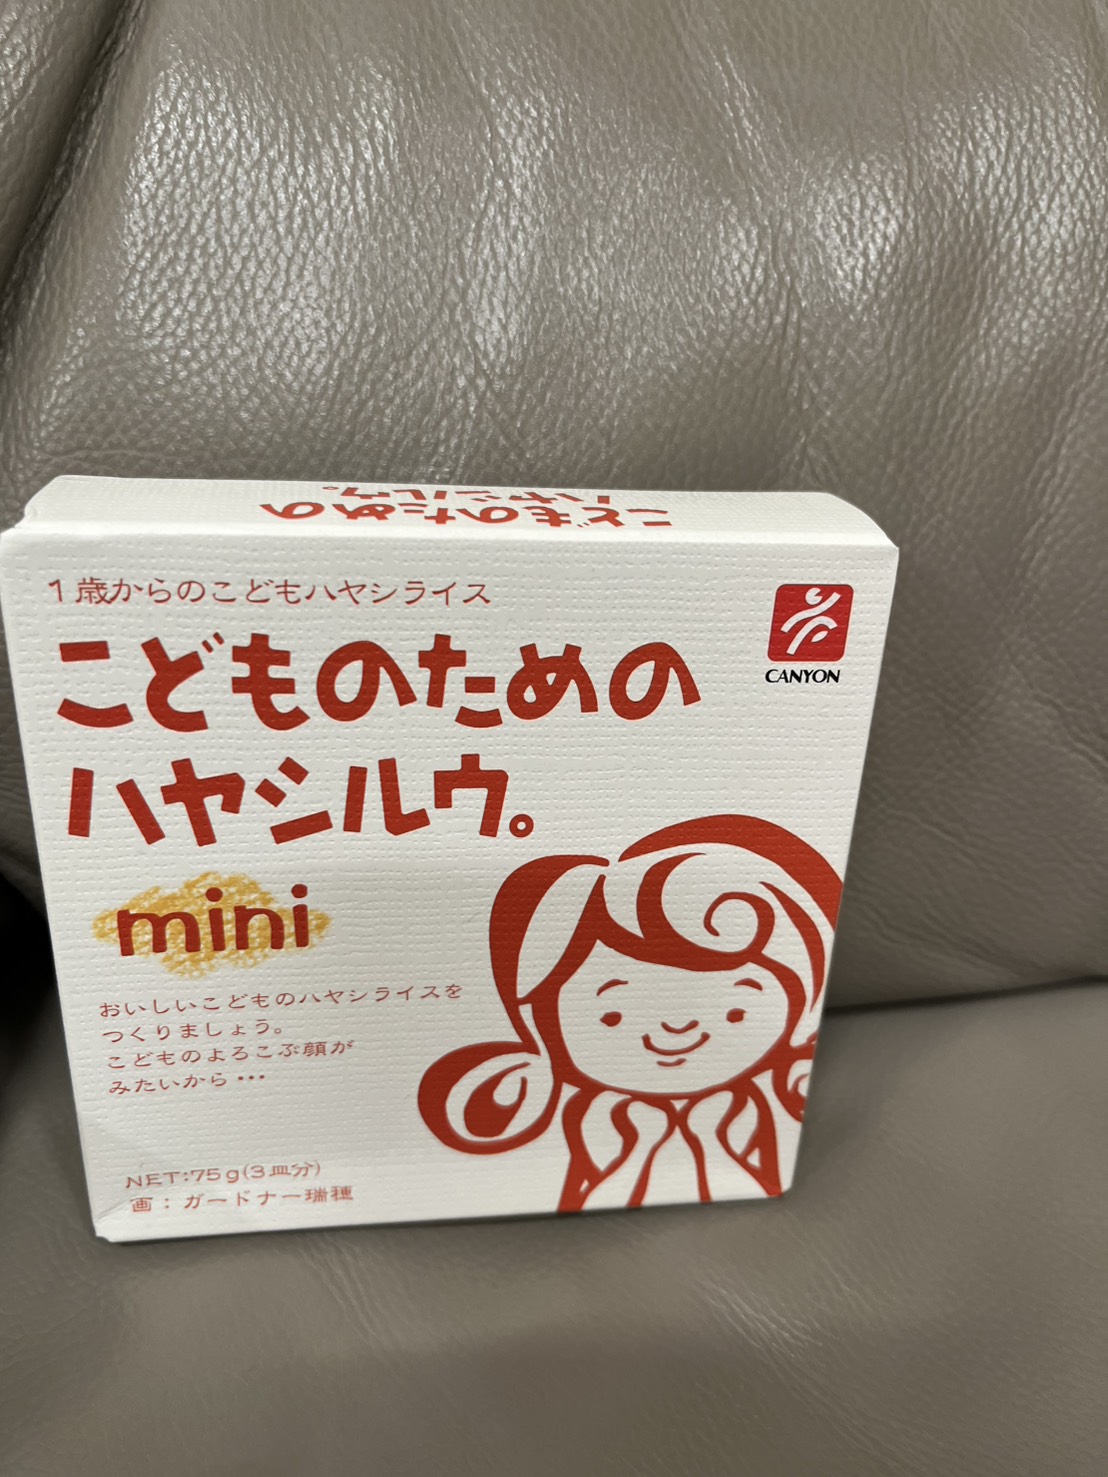 こどものための
ハヤシルウ。
1歳からのこどもハヤシライス
こどものための
ハヤシルウ。
CANYON
mini
おいしいこどものハヤシライスを
つくりましょう。
こどものよろこぶ顔が
みたいから・・・
NET:75g(3皿分)
画：ガードナー瑞穂